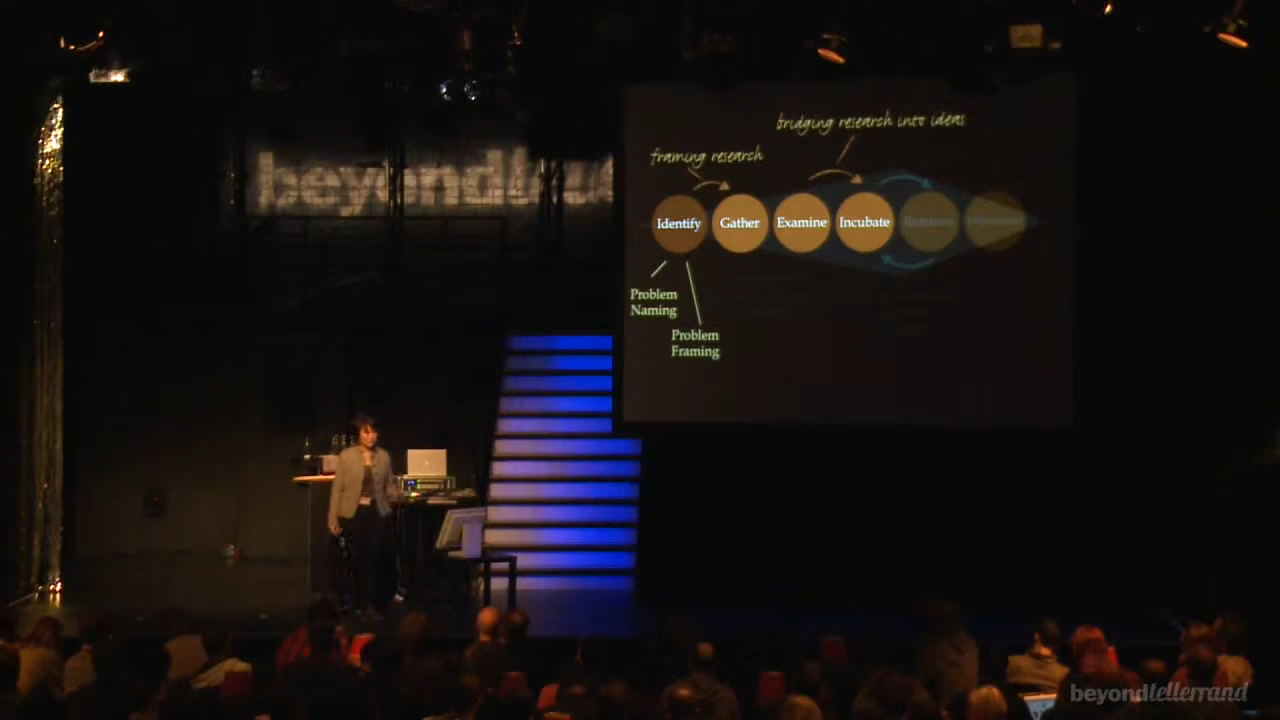 bridging research into ideas
framing research
Identify
Gather
Examine
Incubate
Problem
Naming
Problem
Framing
beyondtellerrand